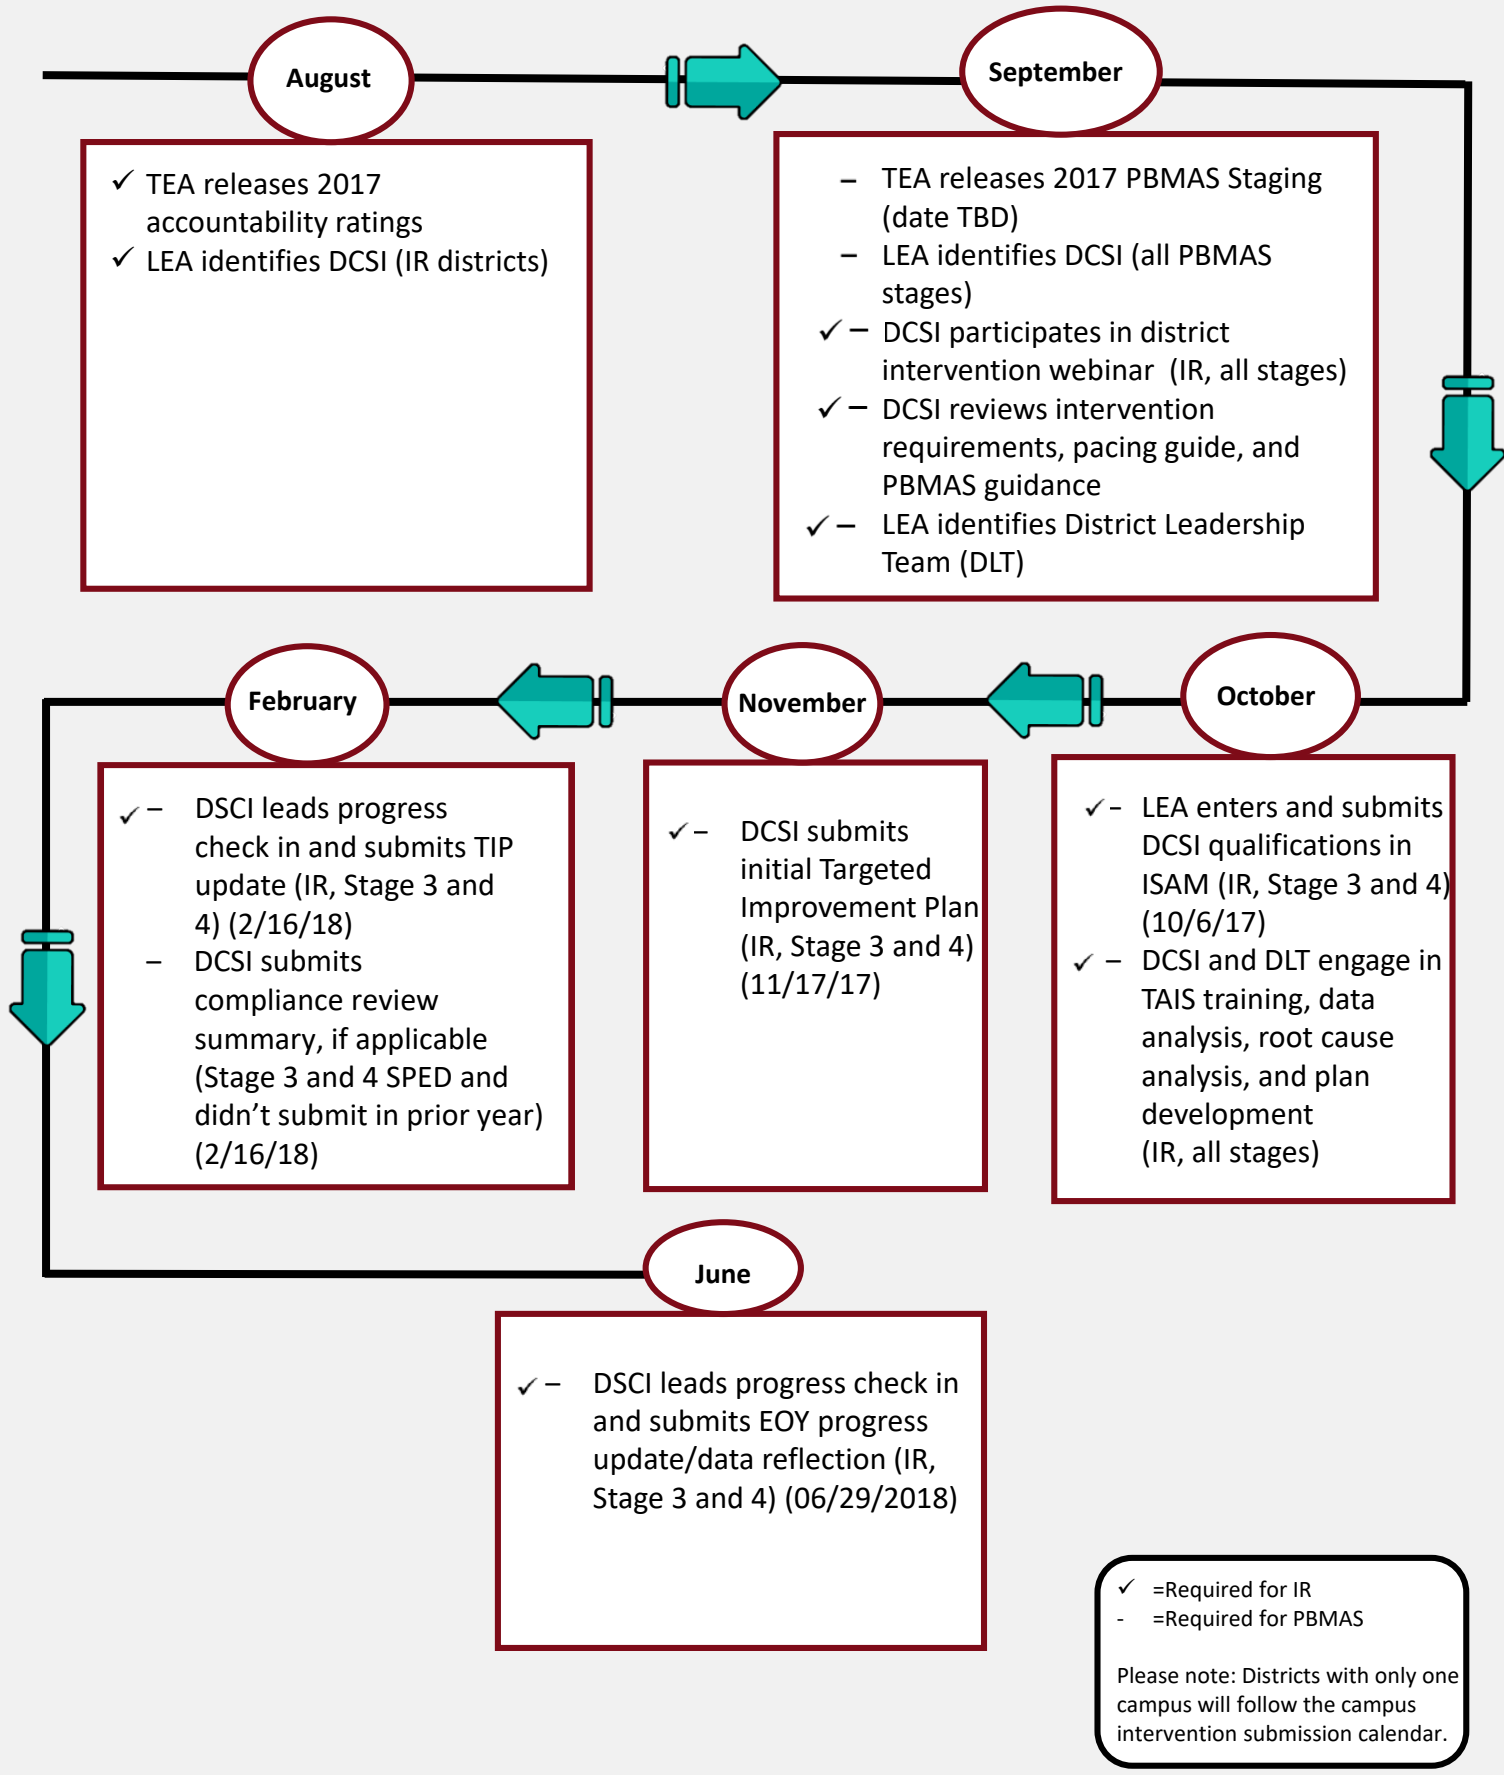 August
✓ TEA releases 2017
accountability ratings
✓ LEA identifies DCSI (IR districts)
September
– TEA releases 2017 PBMAS Staging
(date TBD)
– LEA identifies DCSI (all PBMAS
stages)
✓ – DCSI participates in district
intervention webinar (IR, all stages)
✓ – DCSI reviews intervention
requirements, pacing guide, and
PBMAS guidance
✓ – LEA identifies District Leadership
Team (DLT)
October
✓ - LEA enters and submits
DCSI qualifications in
ISAM (IR, Stage 3 and 4)
(10/6/17)
✓ – DCSI and DLT engage in
TAIS training, data
analysis, root cause
analysis, and plan
development
(IR, all stages)
November
✓ – DCSI submits
initial Targeted
Improvement Plan
(IR, Stage 3 and 4)
(11/17/17)
February
✓ – DSCI leads progress
check in and submits TIP
update (IR, Stage 3 and
4) (2/16/18)
– DCSI submits
compliance review
summary, if applicable
(Stage 3 and 4 SPED and
didn’t submit in prior year)
(2/16/18)
June
✓ – DSCI leads progress check in
and submits EOY progress
update/data reflection (IR,
Stage 3 and 4) (06/29/2018)
✓ =Required for IR
- =Required for PBMAS
Please note: Districts with only one
campus will follow the campus
intervention submission calendar.